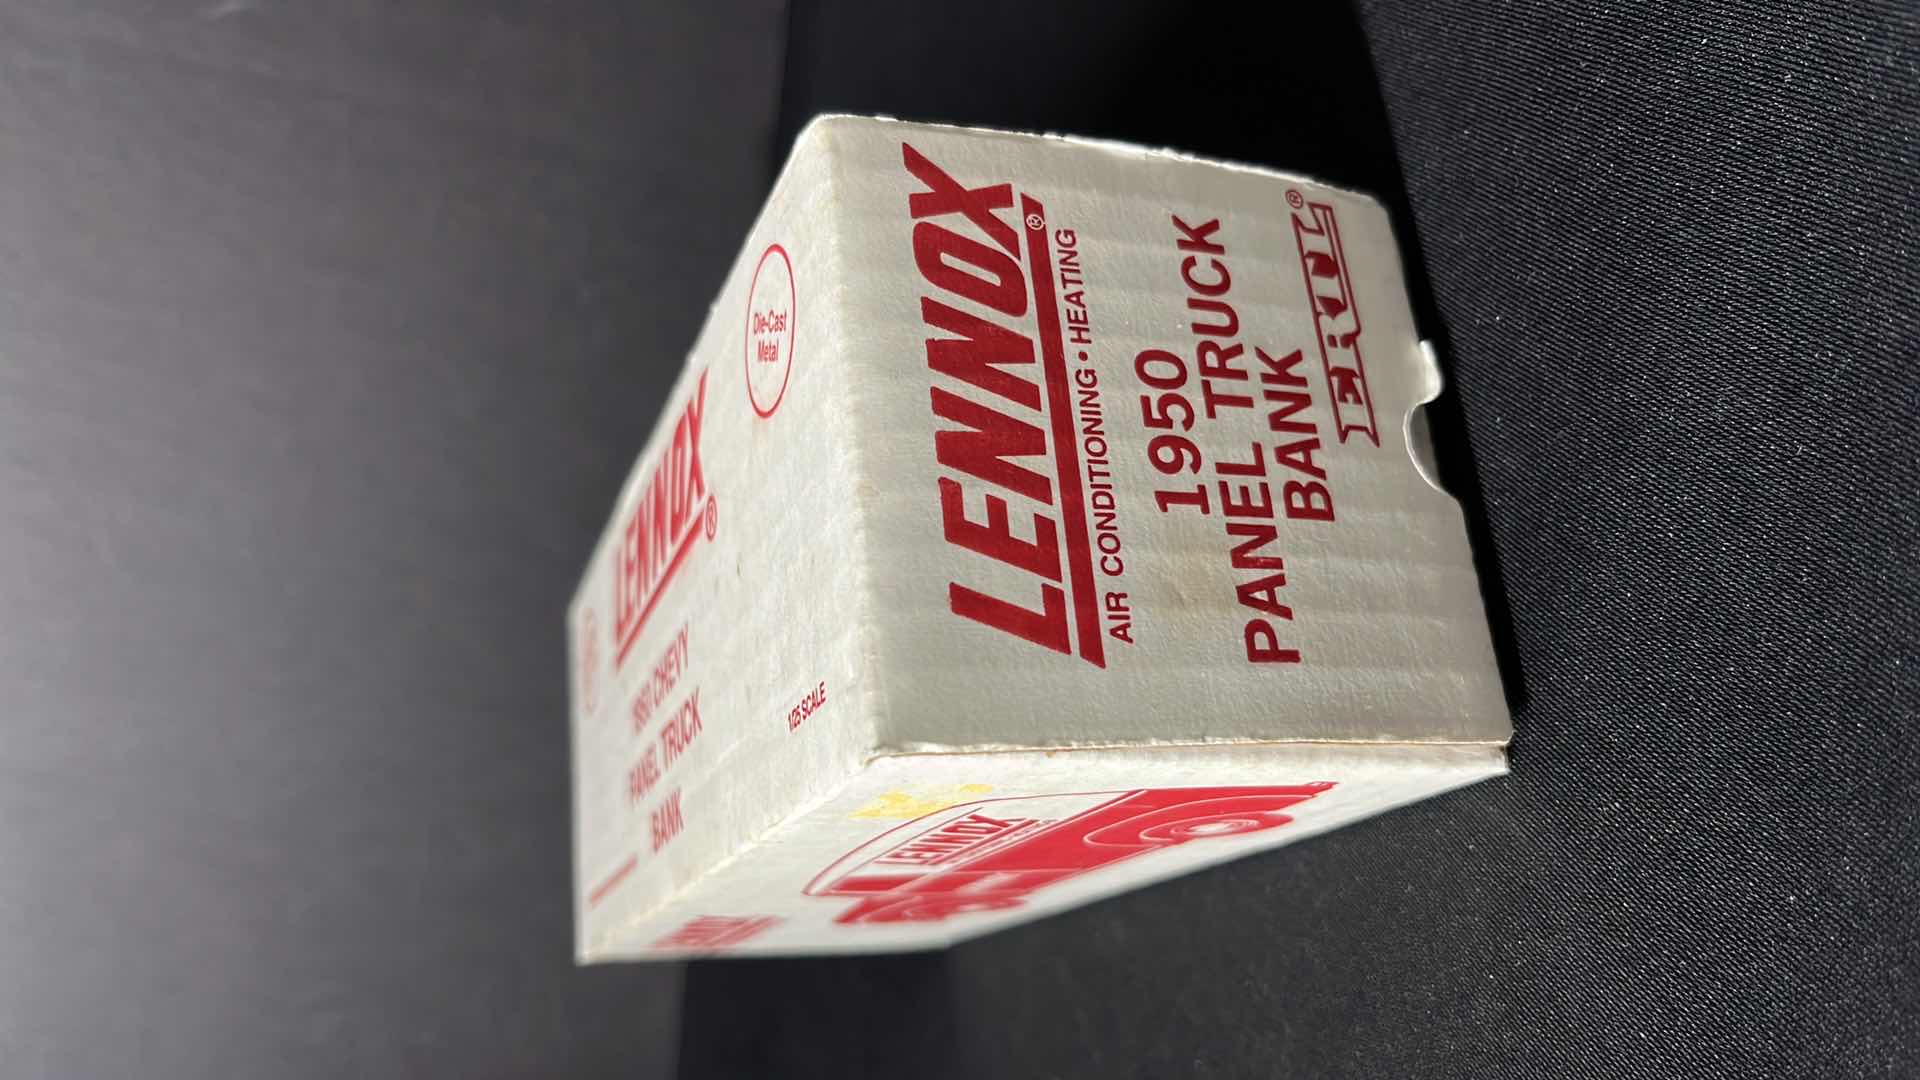 LENNOX®
AIR CONDITIONING • HEATING
1950
PANEL TRUCK
BANK
ERTL®
Die-Cast
Metal
LENNOX®
1950 CHEVY
PANEL TRUCK
BANK
1/25 SCALE
LENNOX